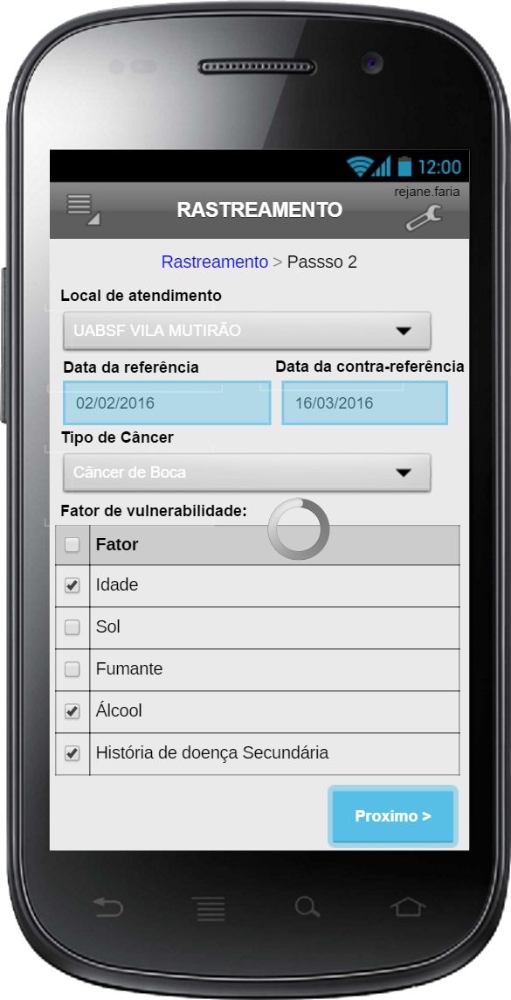 12:00
rejane.faria
RASTREAMENTO
Rastreamento > Passso 2
Local de atendimento
UABSF VILA MUTIRÃO
Data da referência Data da contra-referência
02/02/2016 16/03/2016
Tipo de Câncer
Câncer de Boca
Fator de vulnerabilidade:
Fator
Idade
Sol
Fumante
Álcool
História de doença Secundária
Proximo >